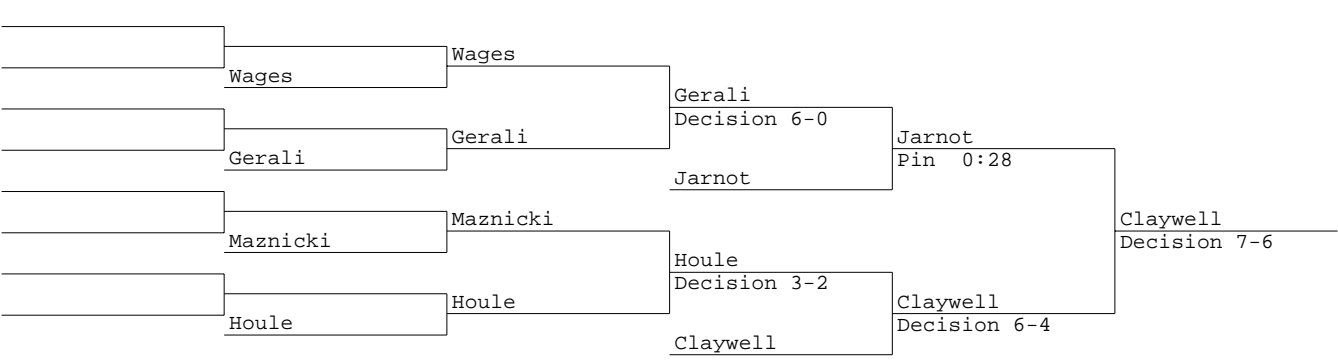 Wages
Wages
Gerali
Decision 6-0
Gerali
Gerali
Jarnot
Pin  0:28
Jarnot
Maznicki
Maznicki
Claywell
Decision 7-6
Houle
Decision 3-2
Houle
Houle
Claywell
Decision 6-4
Claywell